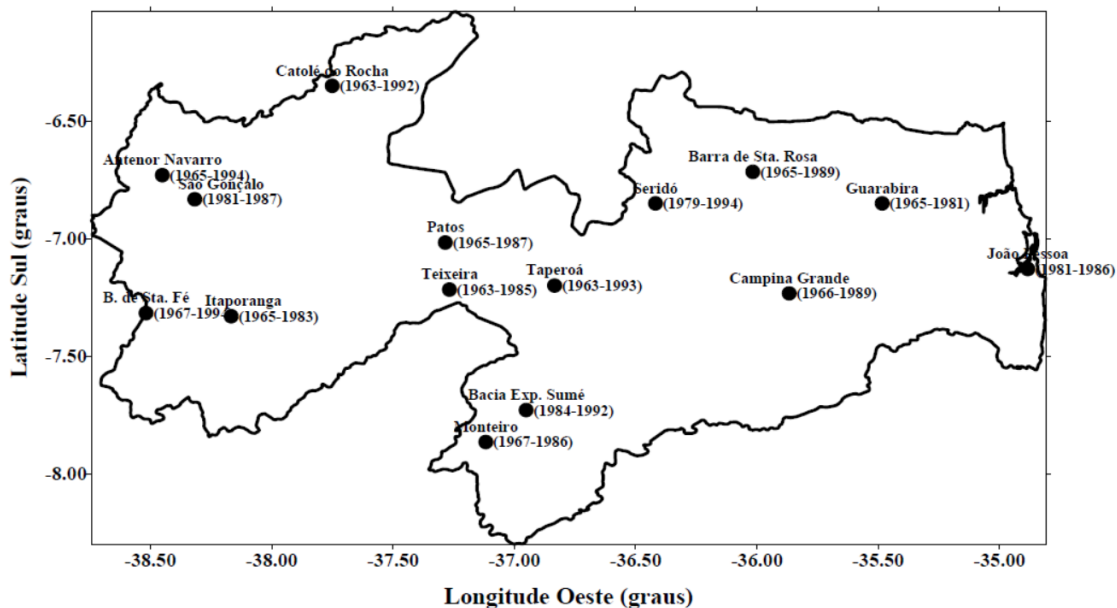 Catolé do Rocha
(1963-1992)
-6.50
Antenor Navarro
(1965-1994)
São Gonçalo
(1981-1987)
Barra de Sta. Rosa
(1965-1989)
Seridó
(1979-1994)
Guarabira
(1965-1981)
-7.00
Patos
(1965-1987)
João Pessoa
(1981-1986)
Teixeira
(1963-1985)
Taperoá
(1963-1993)
Campina Grande
(1966-1989)
B. de Sta. Fé
(1967-1994)
Itaporanga
(1965-1983)
-7.50
Bacia Exp. Sumé
(1984-1992)
Monteiro
(1967-1986)
-8.00
Latitude Sul (graus)
-38.50 -38.00 -37.50 -37.00 -36.50 -36.00 -35.50 -35.00
Longitude Oeste (graus)